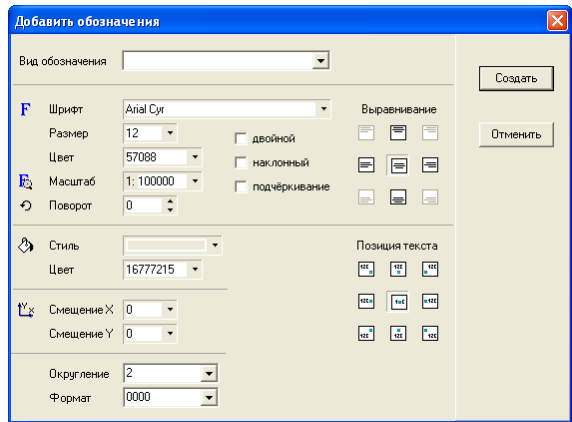 Добавить обозначения
Вид обозначения
Создать
Шрифт Arial Cyr Выравнивание
Размер 12 двойной Отменить
Цвет 57088 наклонный
Масштаб 1: 100000 подчёркивание
Поворот 0
Стиль Позиция текста
Цвет 16777215
Смещение X 0
Смещение Y 0
Округление 2
Формат 0000